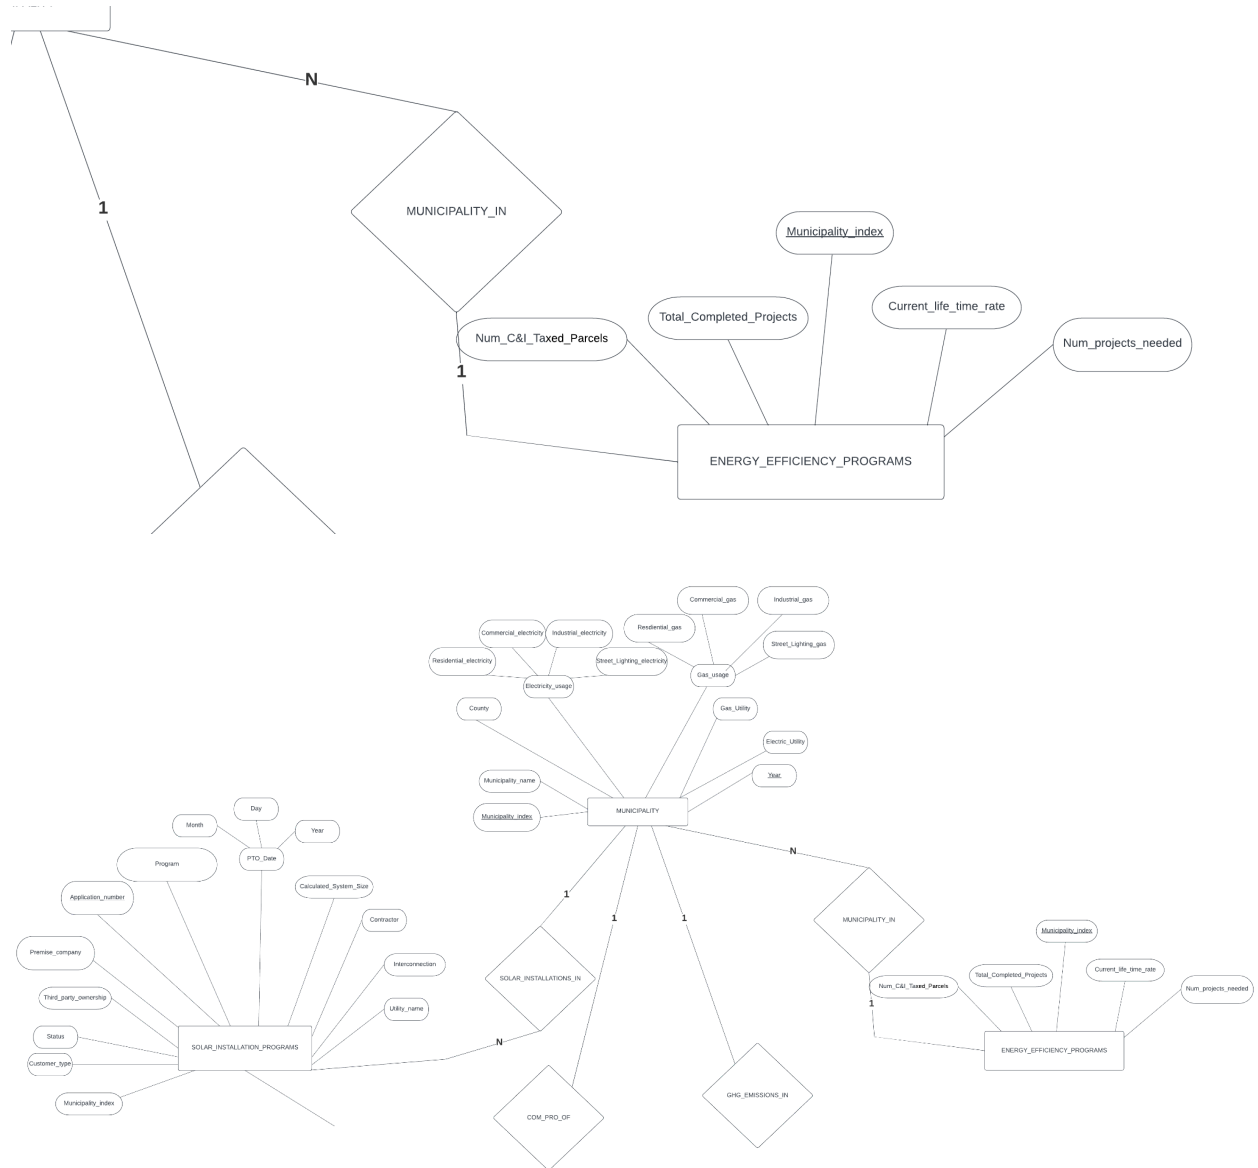 N
1
MUNICIPALITY_IN
Municipality_index
Current_life_time_rate
Total_Completed_Projects
Num_C&I_Taxed_Parcels
Num_projects_needed
1
ENERGY_EFFICIENCY_PROGRAMS
Commercial_gas
Industrial_gas
Resdiential_gas
Commercial_electricity
Industrial_electricity
Street_Lighting_gas
Residential_electricity
Street_Lighting_electricity
Gas_usage
Electricity_usage
County
Gas_Utility
Electric_Utility
Year
Municipality_name
MUNICIPALITY
Municipality_index
Day
Month
Year
PTO_Date
Program
Calculated_System_Size
Application_number
Contractor
Premise_company
Interconnection
Third_party_ownership
Utility_name
Status
SOLAR_INSTALLATION_PROGRAMS
Customer_type
Municipality_index
N
1
1
1
MUNICIPALITY_IN
SOLAR_INSTALLATIONS_IN
Municipality_index
Current_life_time_rate
Total_Completed_Projects
Num_C&I_Taxed_Parcels
Num_projects_needed
1
N
ENERGY_EFFICIENCY_PROGRAMS
GHG_EMISSIONS_IN
COM_PRO_OF